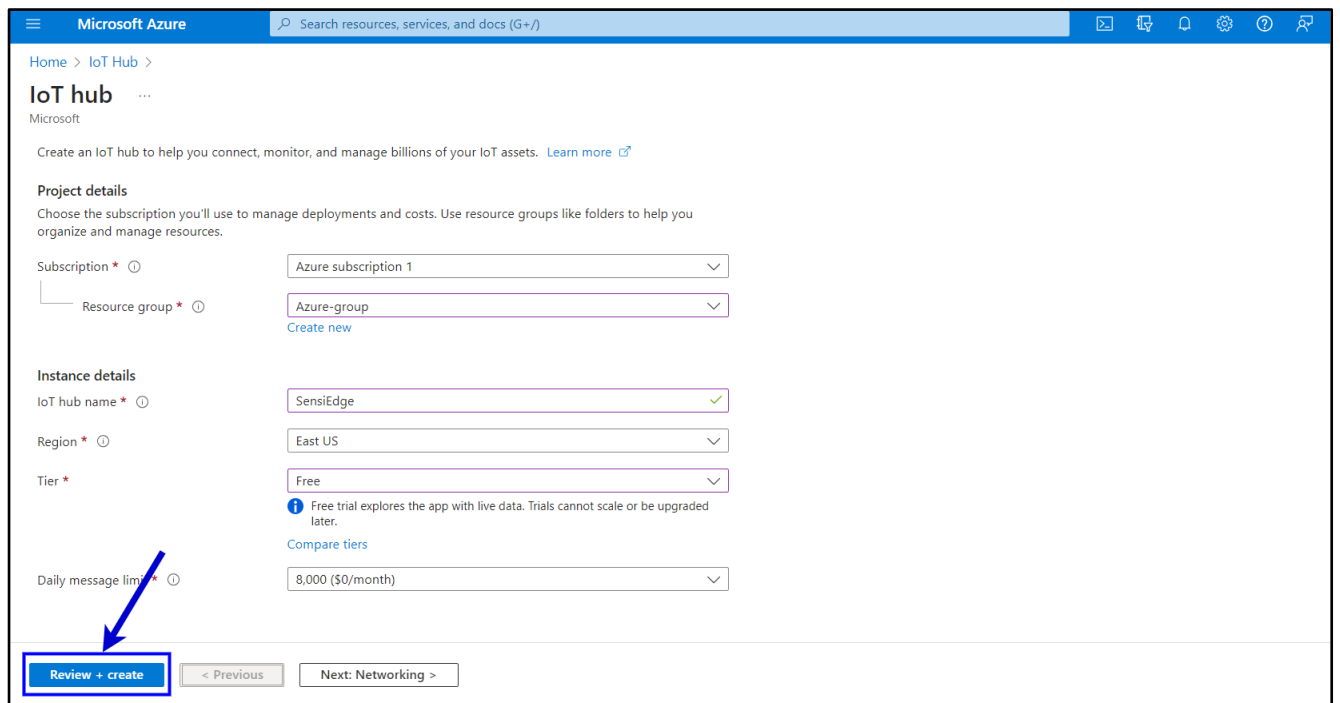 Microsoft Azure
Search resources, services, and docs (G+/)
Home > IoT Hub >
IoT hub ...
Microsoft
Create an IoT hub to help you connect, monitor, and manage billions of your IoT assets. Learn more
Project details
Choose the subscription you'll use to manage deployments and costs. Use resource groups like folders to help you
organize and manage resources.
Subscription * Azure subscription 1
Resource group * Azure-group
Create new
Instance details
IoT hub name * SensiEdge
Region * East US
Tier * Free
Free trial explores the app with live data. Trials cannot scale or be upgraded
later.
Compare tiers
Daily message limit * 8,000 ($0/month)
Review + create < Previous Next: Networking >